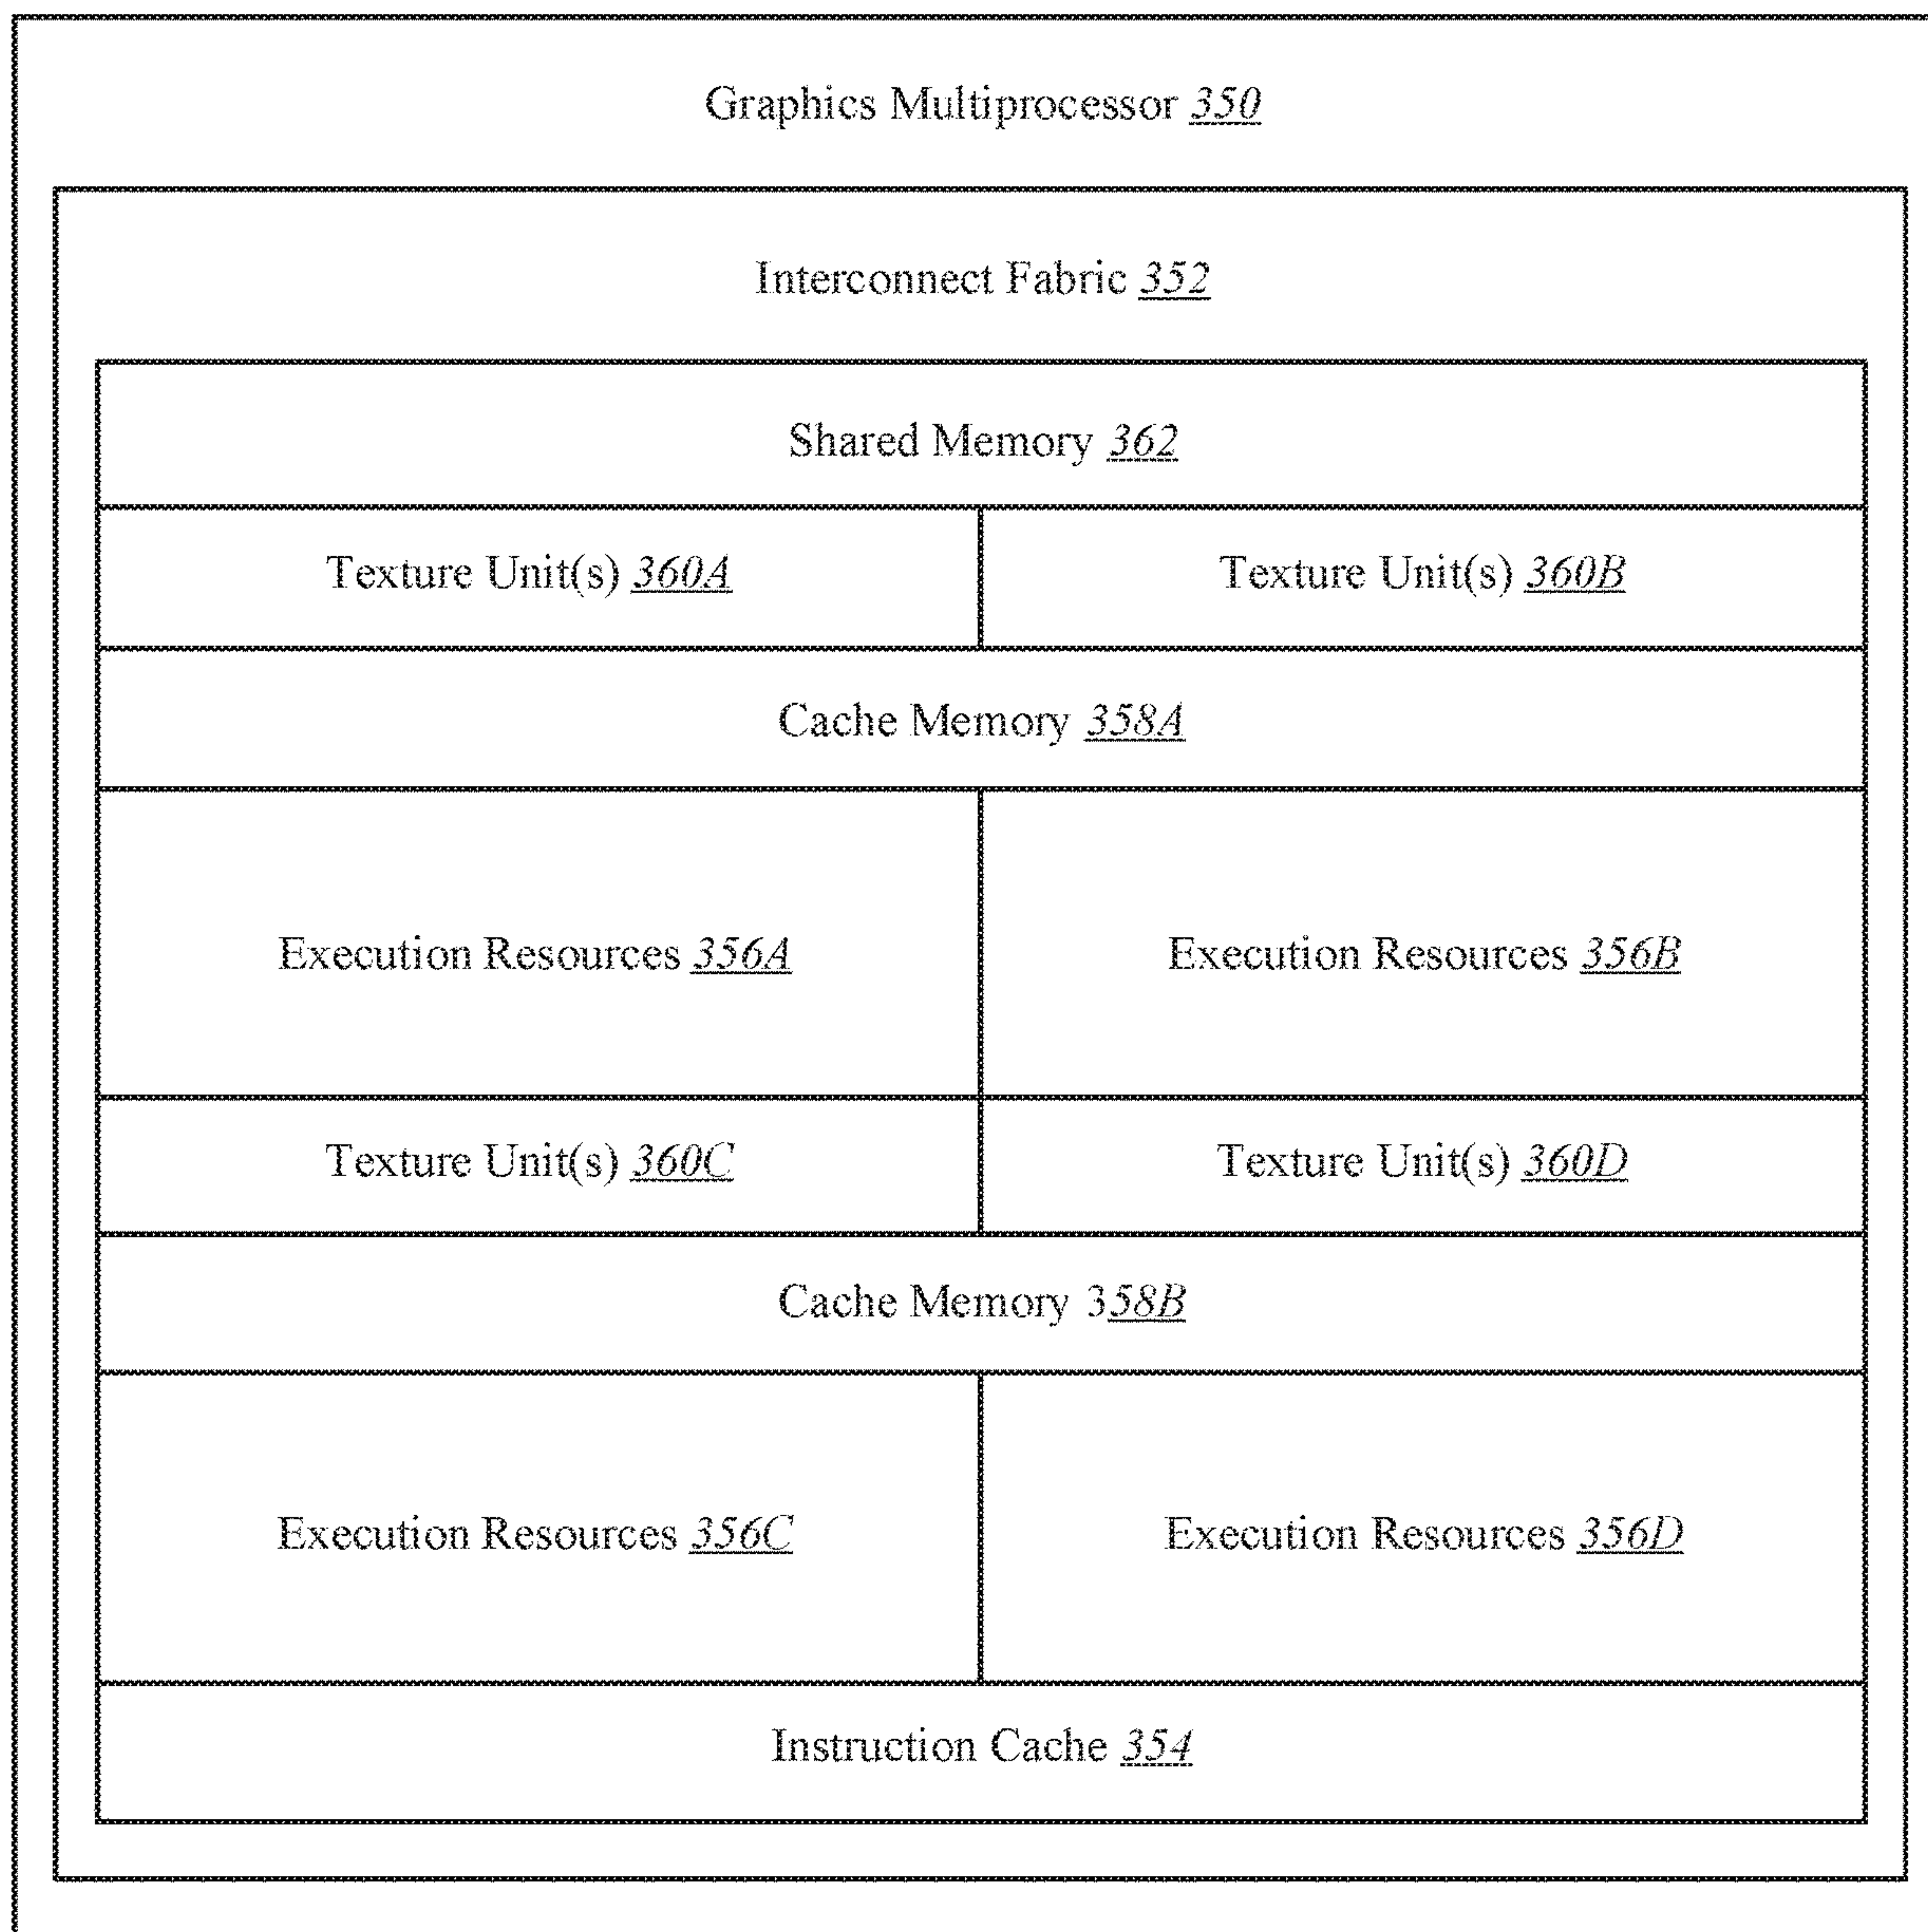 Graphics Multiprocessor 350
Interconnect Fabric 352
Shared Memory 362
Texture Unit(s) 360A
Texture Unit(s) 360B
Cache Memory 358A
Execution Resources 356A
Execution Resources 356B
Texture Unit(s) 360C
Texture Unit(s) 360D
Cache Memory 358B
Execution Resources 356C
Execution Resources 356D
Instruction Cache 354